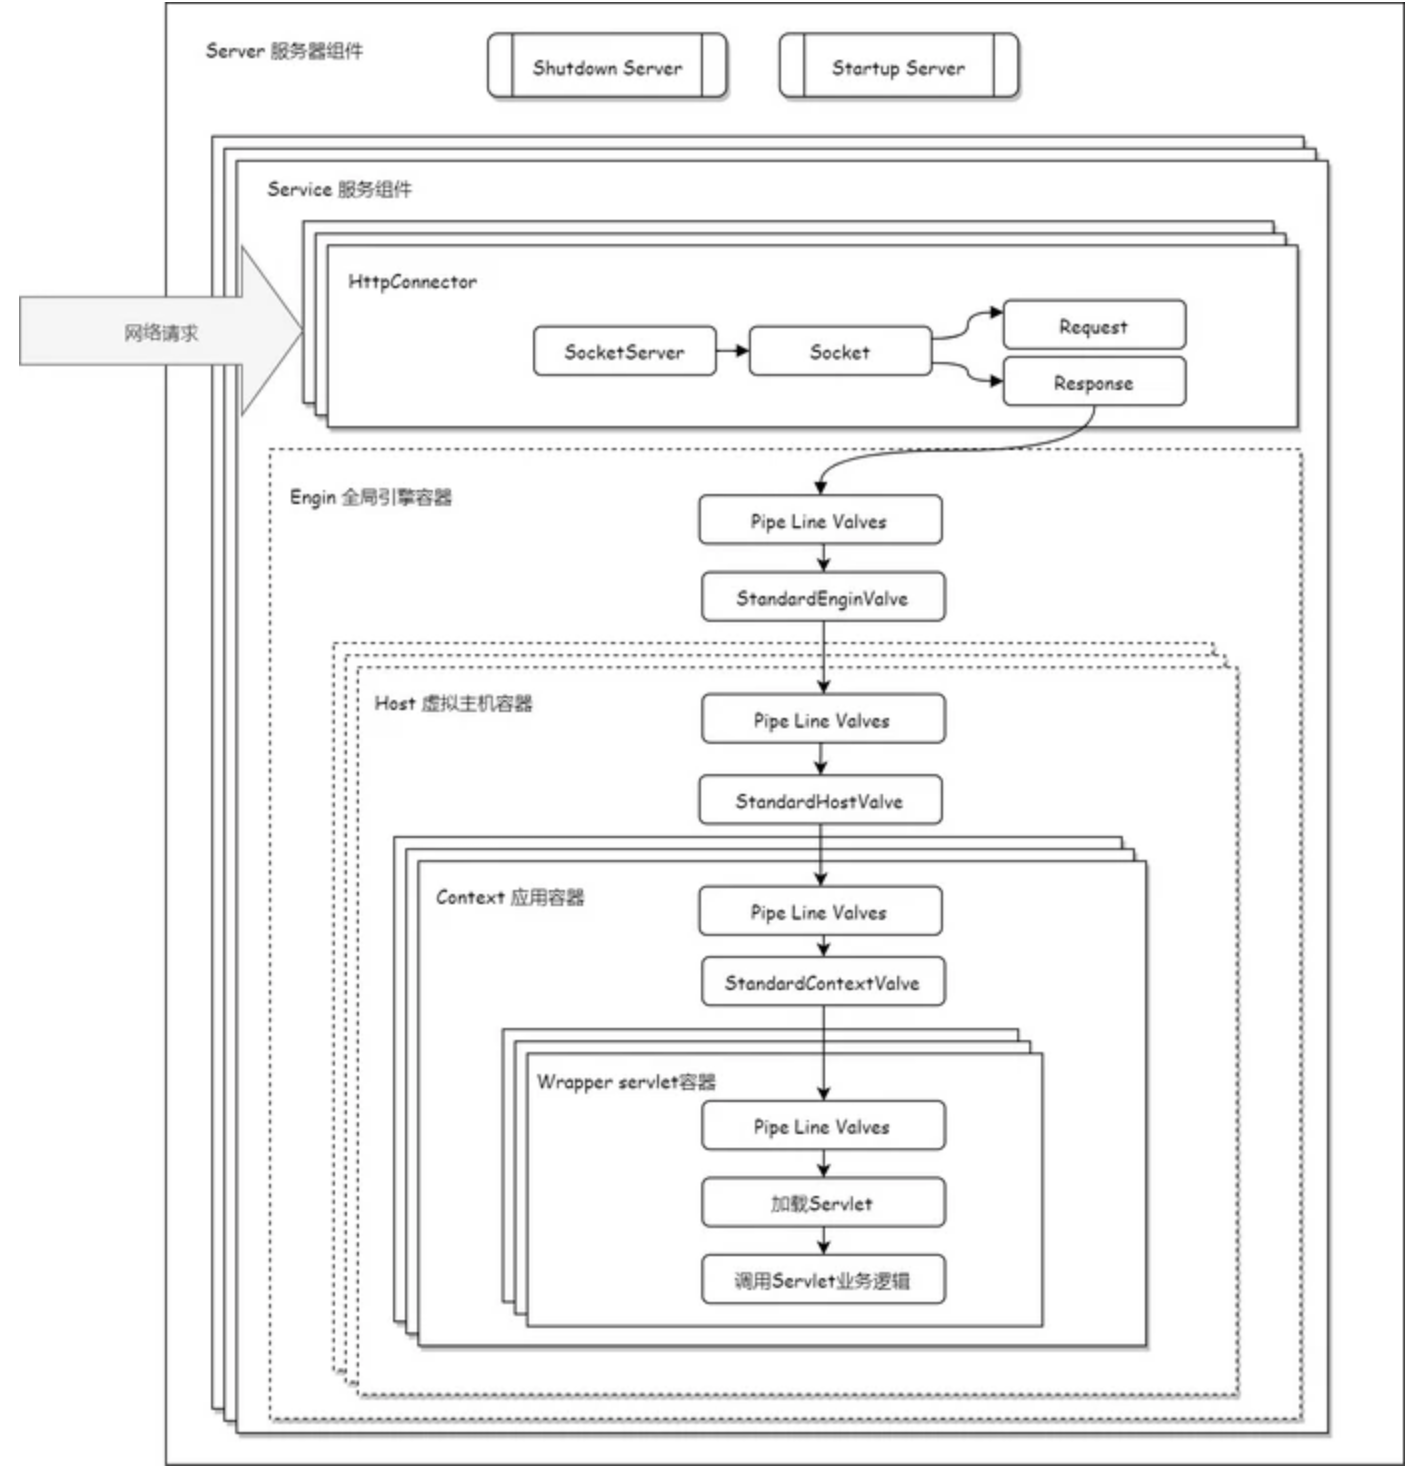 Server 服务器组件
Shutdown Server
Startup Server
Service 服务组件
HttpConnector
网络请求
SocketServer
Socket
Request
Response
Engin 全局引擎容器
Pipe Line Valves
StandardEnginValve
Host 虚拟主机容器
Pipe Line Valves
StandardHostValve
Context 应用容器
Pipe Line Valves
StandardContextValve
Wrapper servlet容器
Pipe Line Valves
加载Servlet
调用Servlet业务逻辑